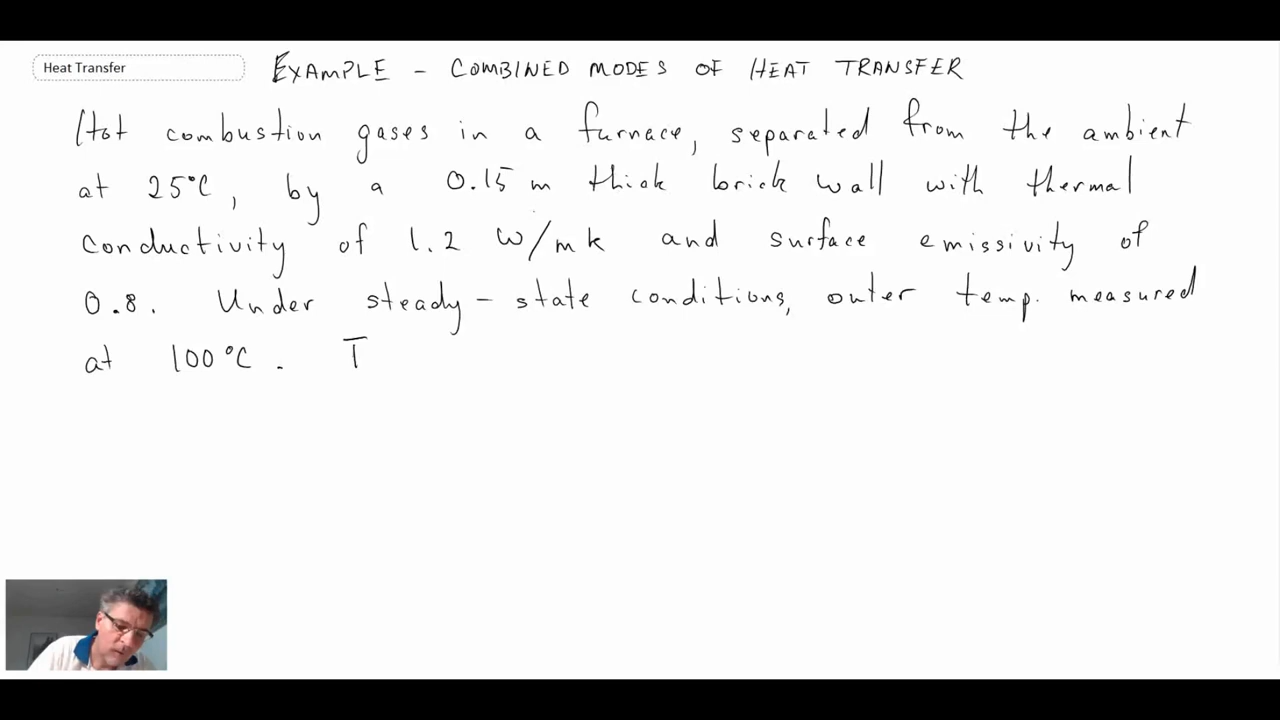 Heat Transfer
EXAMPLE - COMBINED MODES OF HEAT TRANSFER
Hot combustion gases in a furnace, separated from the ambient
at 25°C, by a 0.15 m thick brick wall with thermal
conductivity of 1.2 W/mk and surface emissivity of
0.8. Under steady-state conditions, outer temp. measured
at 100°C. T